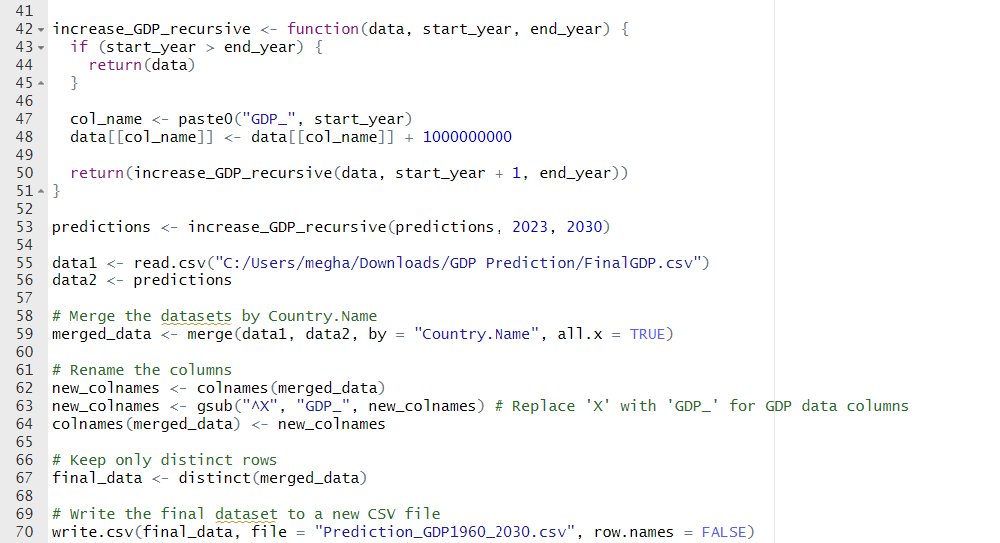 41
42 increase_GDP_recursive <- function(data, start_year, end_year) {
43   if (start_year > end_year) {
44     return(data)
45   }
46
47   col_name <- paste0("GDP_", start_year)
48   data[[col_name]] <- data[[col_name]] + 1000000000
49
50   return(increase_GDP_recursive(data, start_year + 1, end_year))
51 }
52
53 predictions <- increase_GDP_recursive(predictions, 2023, 2030)
54
55 data1 <- read.csv("C:/Users/megha/Downloads/GDP Prediction/FinalGDP.csv")
56 data2 <- predictions
57
58 # Merge the datasets by Country.Name
59 merged_data <- merge(data1, data2, by = "Country.Name", all.x = TRUE)
60
61 # Rename the columns
62 new_colnames <- colnames(merged_data)
63 new_colnames <- gsub("^X", "GDP_", new_colnames) # Replace 'X' with 'GDP_' for GDP data columns
64 colnames(merged_data) <- new_colnames
65
66 # Keep only distinct rows
67 final_data <- distinct(merged_data)
68
69 # Write the final dataset to a new CSV file
70 write.csv(final_data, file = "Prediction_GDP1960_2030.csv", row.names = FALSE)